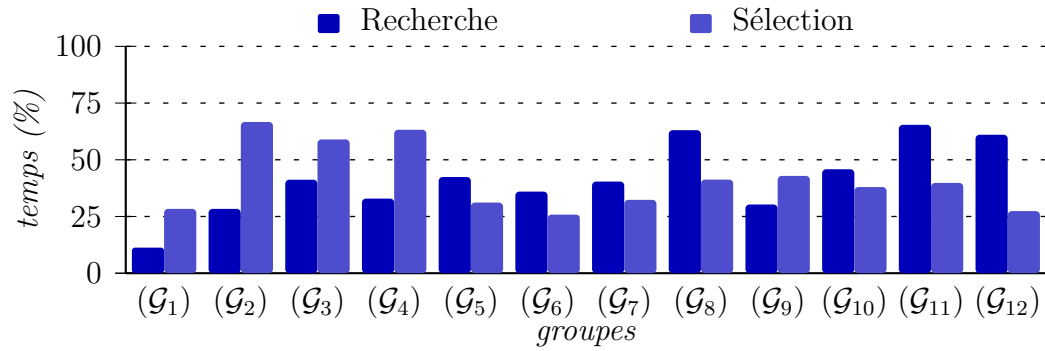 Recherche Sélection
100
75
50
25
0
temps (%)
(𝒢₁) (𝒢₂) (𝒢₃) (𝒢₄) (𝒢₅) (𝒢₆) (𝒢₇) (𝒢₈) (𝒢₉) (𝒢₁₀) (𝒢₁₁) (𝒢₁₂)
groupes